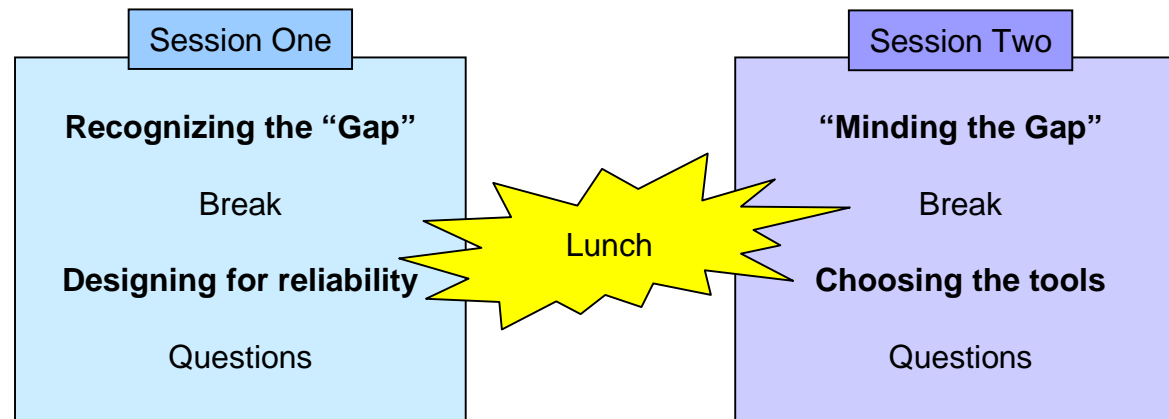 Session One
Recognizing the “Gap”
Break
Designing for reliability
Questions
Lunch
Session Two
“Minding the Gap”
Break
Choosing the tools
Questions